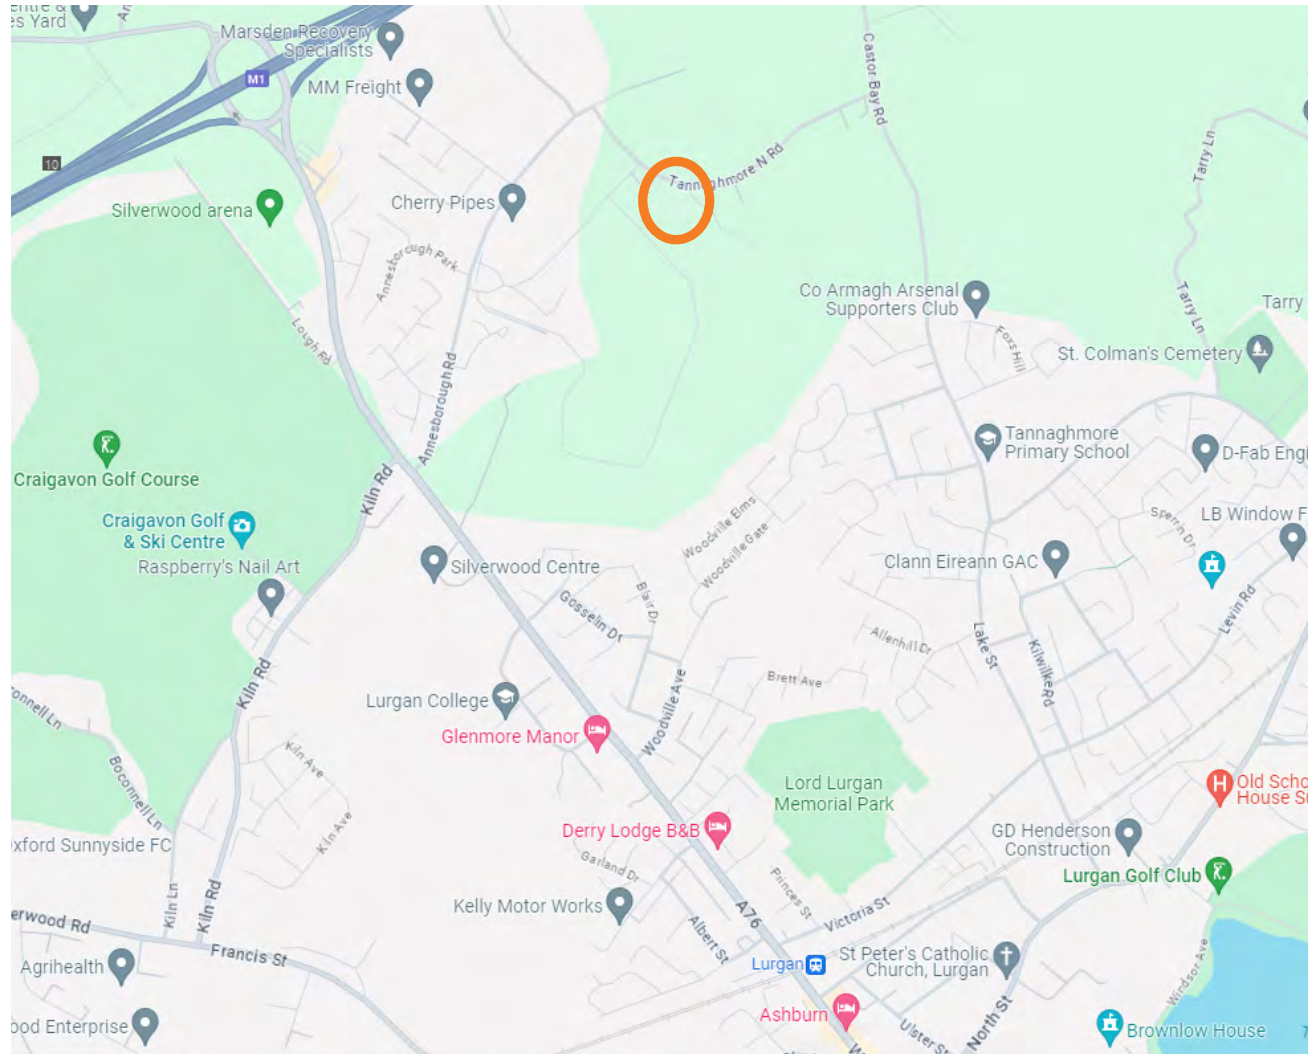 es Yard
Marsden Recovery
Specialists
M1
MM Freight
Castor Bay Rd
10
Tannaghmore N Rd
Tarry Ln
Silverwood arena
Cherry Pipes
Annesborough Park
Co Armagh Arsenal
Supporters Club
Tarry Ln
Tarry
Lough Rd
Foxs Hill
St. Colman's Cemetery
Annesborough Rd
Tannaghmore
Primary School
D-Fab Engi
Craigavon Golf Course
Kiln Rd
Craigavon Golf
& Ski Centre
Woodville Elms
Sperrin Dr
LB Window F
Raspberry's Nail Art
Silverwood Centre
Woodville Gate
Clann Eireann GAC
Gosselin Dr
Blair Dr
Levin Rd
Allenhill Dr
Lake St
Kilwilke Rd
Kiln Rd
Brett Ave
onnell Ln
Lurgan College
Woodville Ave
Glenmore Manor
Kiln Ave
Boconnell Ln
Lord Lurgan
Memorial Park
Old Scho
House Su
Kiln Ave
Derry Lodge B&B
GD Henderson
Construction
xford Sunnyside FC
Garland Dr
Princes St
Lurgan Golf Club
Kiln Ln
Kiln Rd
Kelly Motor Works
A76
Victoria St
erwood Rd
Albert St
Francis St
St Peter's Catholic
Church, Lurgan
Agrihealth
Lurgan
Windsor Ave
Ashburn
North St
ood Enterprise
Ulster St
Brownlow House